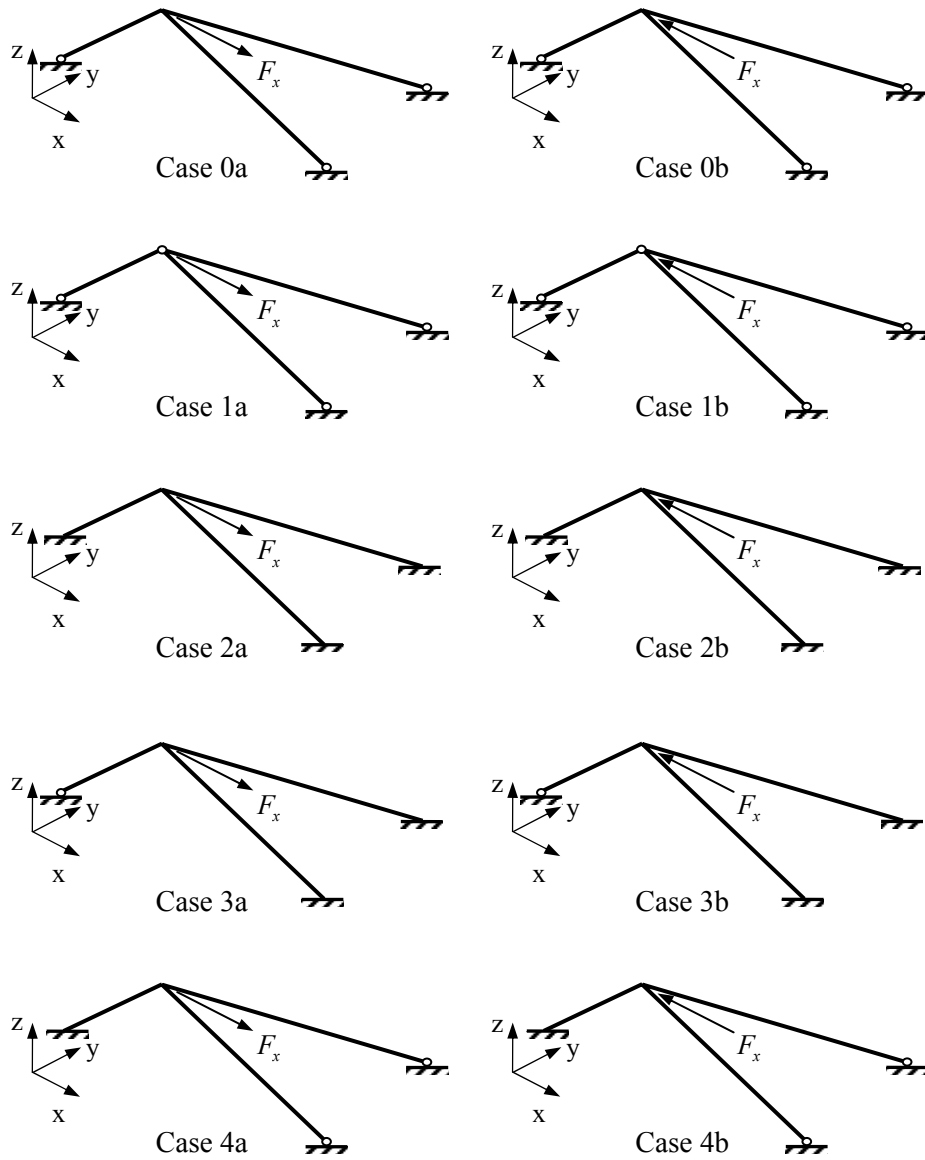 z
y
x
F_x
Case 0a
z
y
x
F_x
Case 0b
z
y
x
F_x
Case 1a
z
y
x
F_x
Case 1b
z
y
x
F_x
Case 2a
z
y
x
F_x
Case 2b
z
y
x
F_x
Case 3a
z
y
x
F_x
Case 3b
z
y
x
F_x
Case 4a
z
y
x
F_x
Case 4b